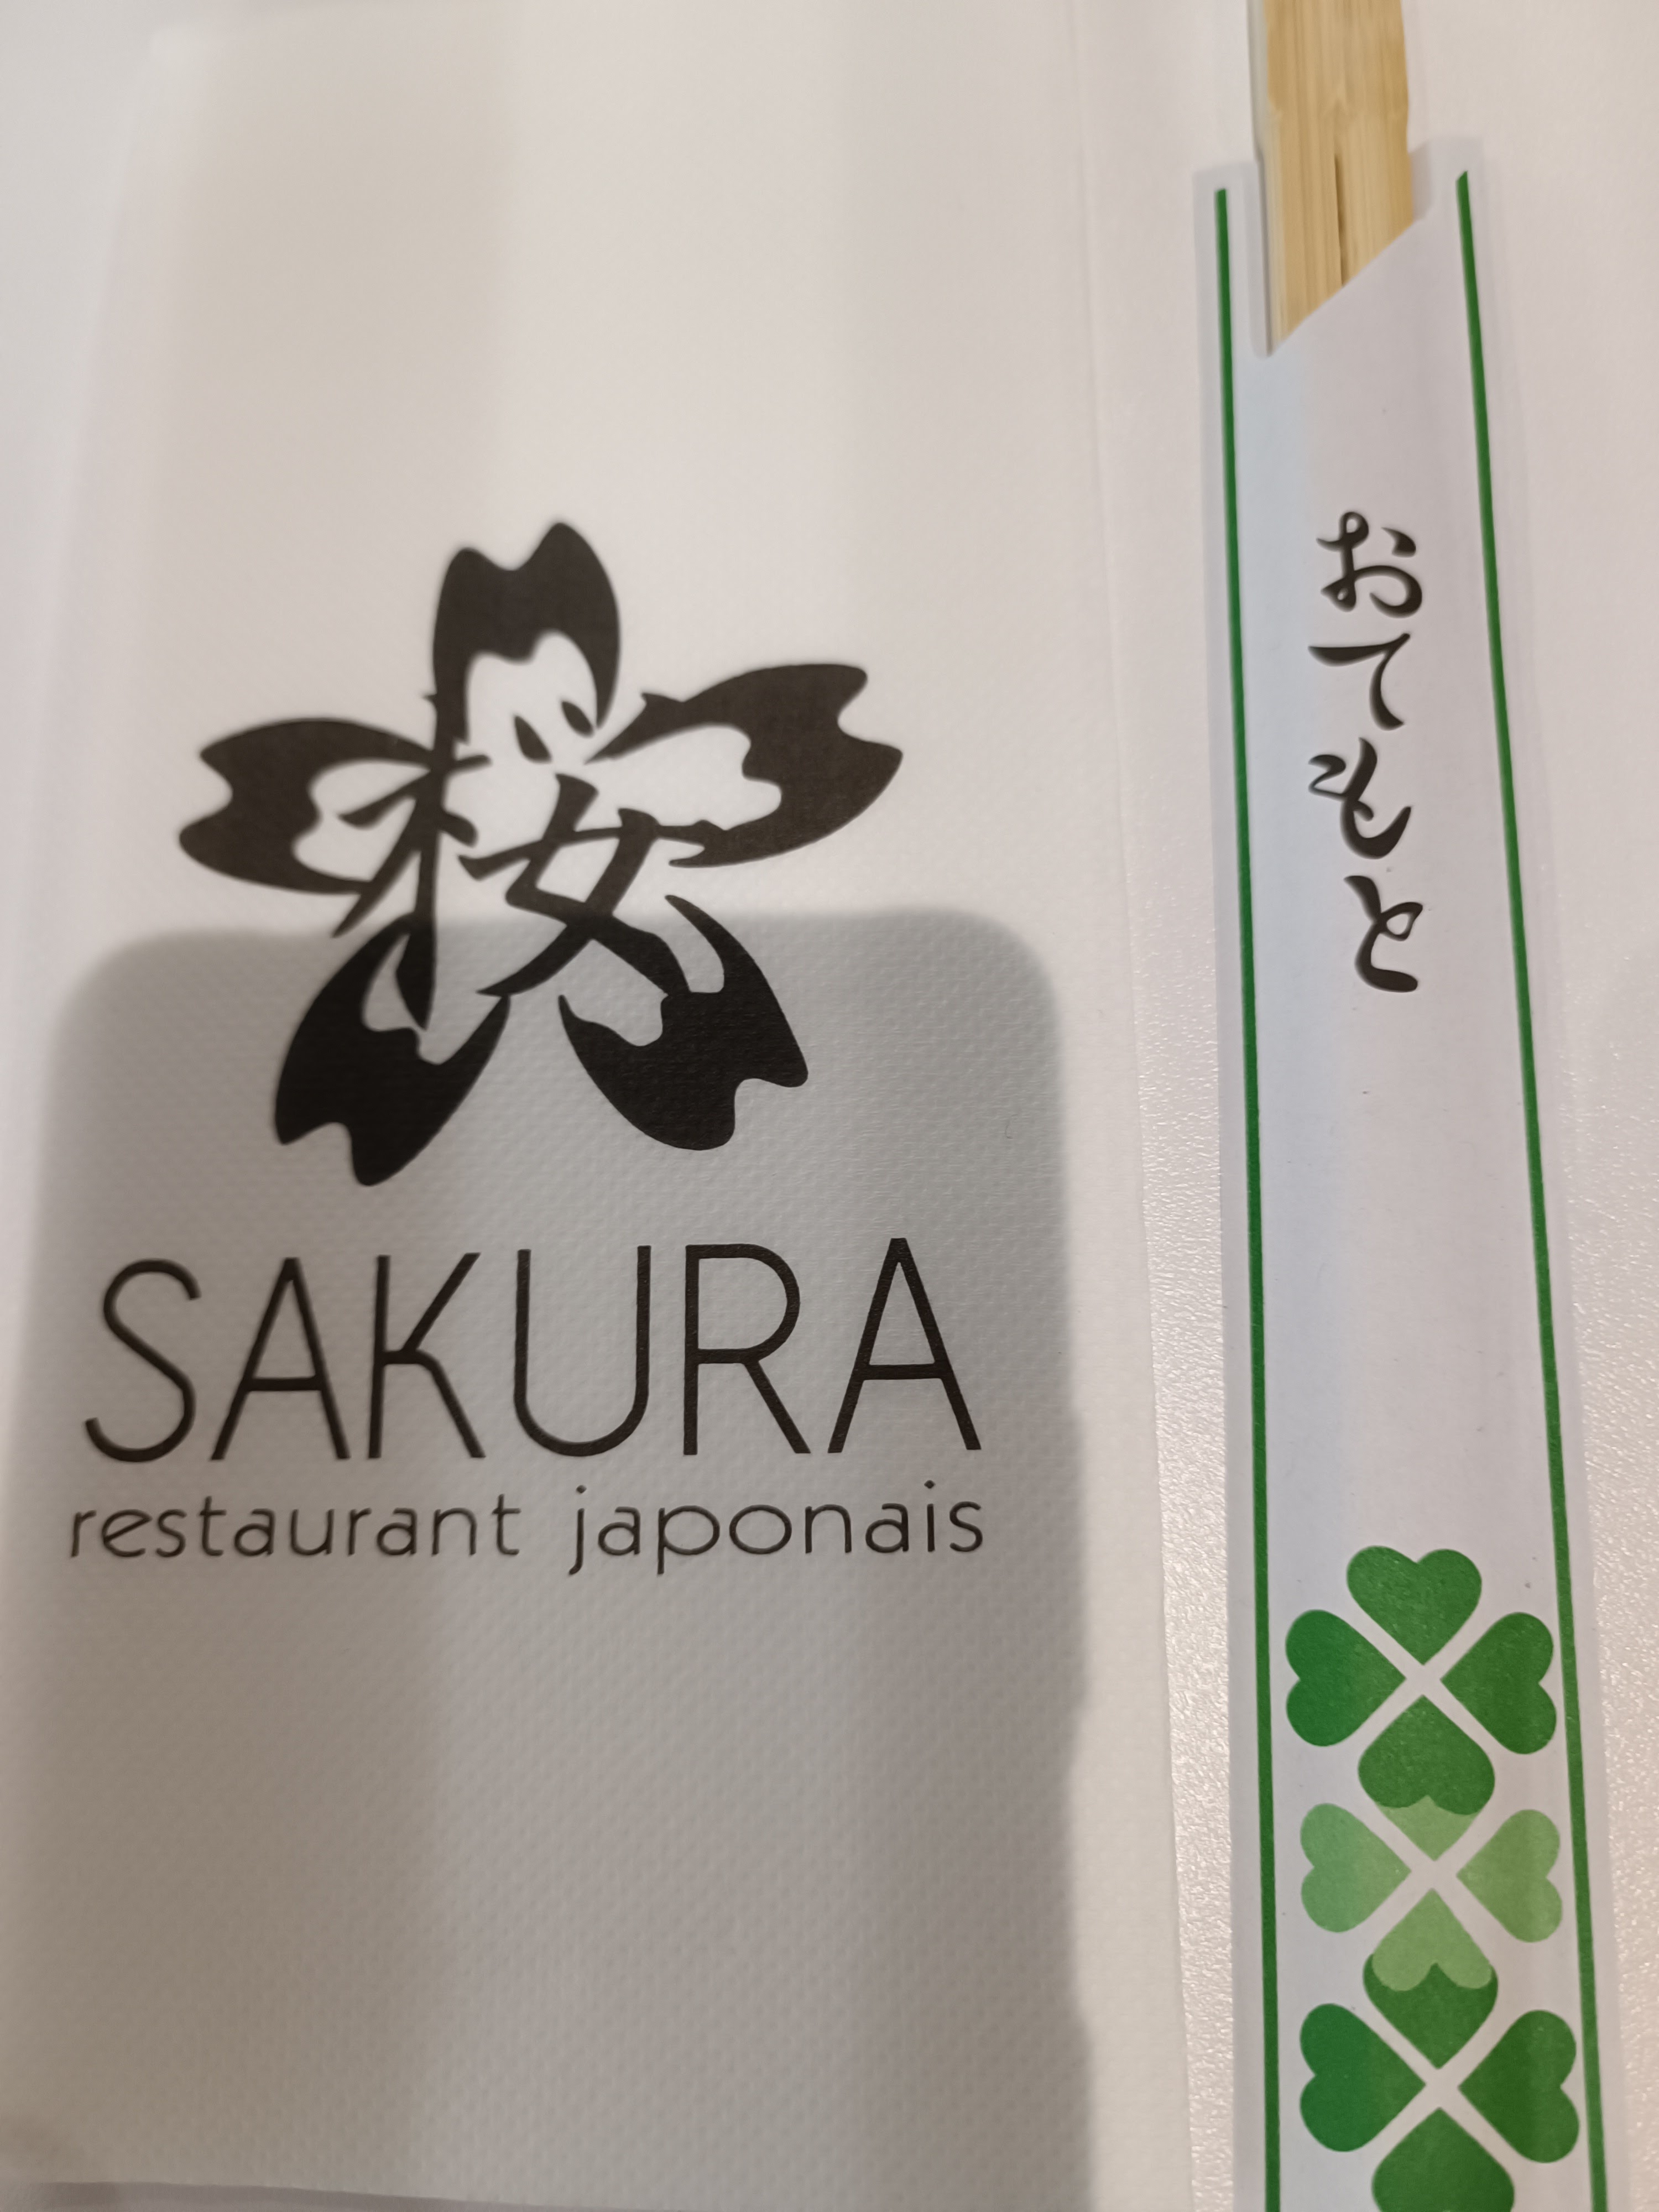 桜
SAKURA
restaurant japonais
おてもと